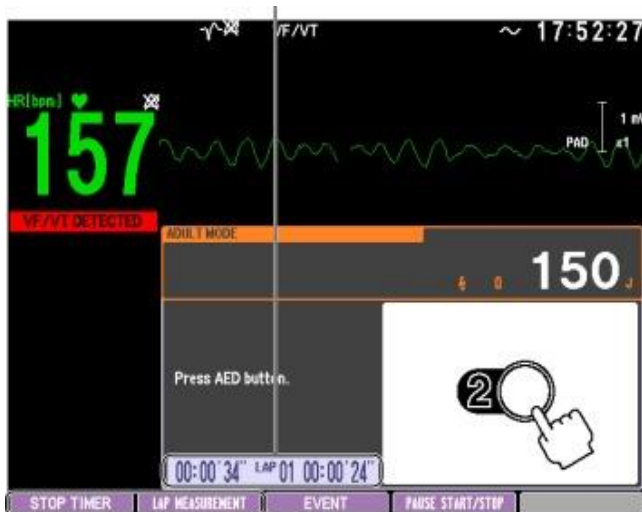 VF/VT 17:52:27
HR[bpm]
157
1 mV
PAD x1
VF/VT DETECTED
ADULT MODE
150 J
Press AED button.
2
00:00'34" LAP 01 00:00'24"
STOP TIMER LAP MEASUREMENT EVENT PAUSE START/STOP